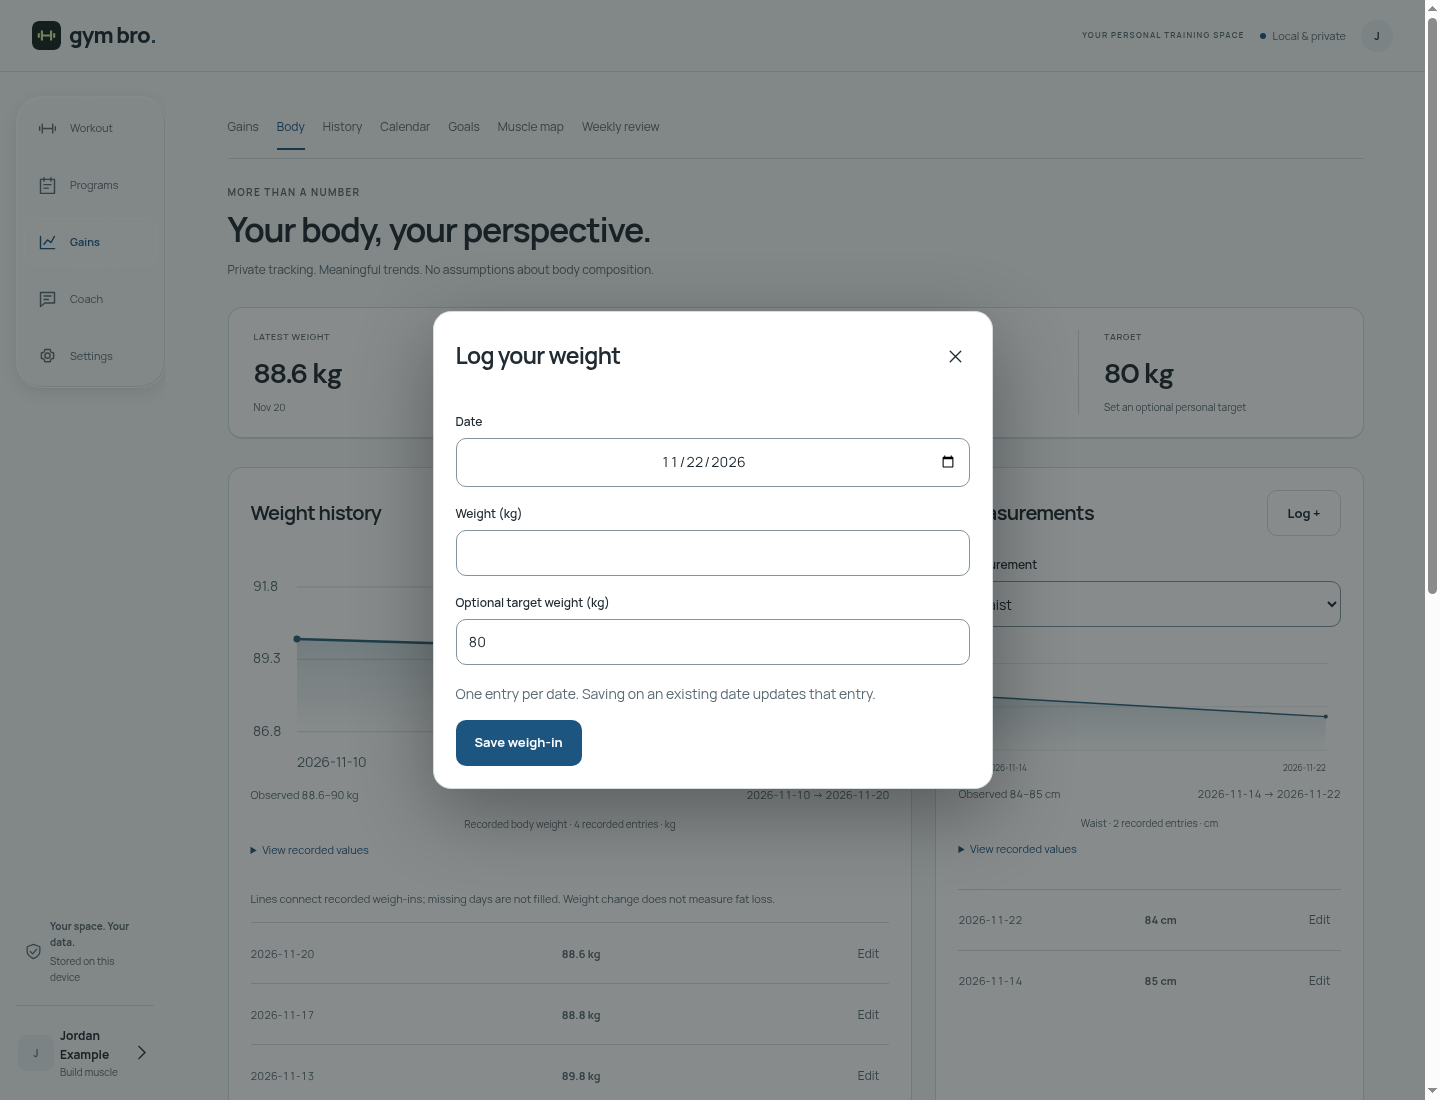 gym bro.
YOUR PERSONAL TRAINING SPACE
Local & private
J
Workout
Programs
Gains
Coach
Settings
Your space. Your
data.
Stored on this
device
J
Jordan
Example
Build muscle
Gains
Body
History
Calendar
Goals
Muscle map
Weekly review
MORE THAN A NUMBER
Your body, your perspective.
Private tracking. Meaningful trends. No assumptions about body composition.
LATEST WEIGHT
88.6 kg
Nov 20
TARGET
80 kg
Set an optional personal target
Log your weight
Date
11/22/2026
Weight (kg)
Optional target weight (kg)
80
One entry per date. Saving on an existing date updates that entry.
Save weigh-in
Weight history
91.8
89.3
86.8
2026-11-10
Observed 88.6–90 kg
2026-11-10 → 2026-11-20
Recorded body weight · 4 recorded entries · kg
View recorded values
Lines connect recorded weigh-ins; missing days are not filled. Weight change does not measure fat loss.
2026-11-20 88.6 kg Edit
2026-11-17 88.8 kg Edit
2026-11-13 89.8 kg Edit
asurements
Log +
urement
ist
26-11-14
2026-11-22
Observed 84–85 cm
2026-11-14 → 2026-11-22
Waist · 2 recorded entries · cm
View recorded values
2026-11-22 84 cm Edit
2026-11-14 85 cm Edit